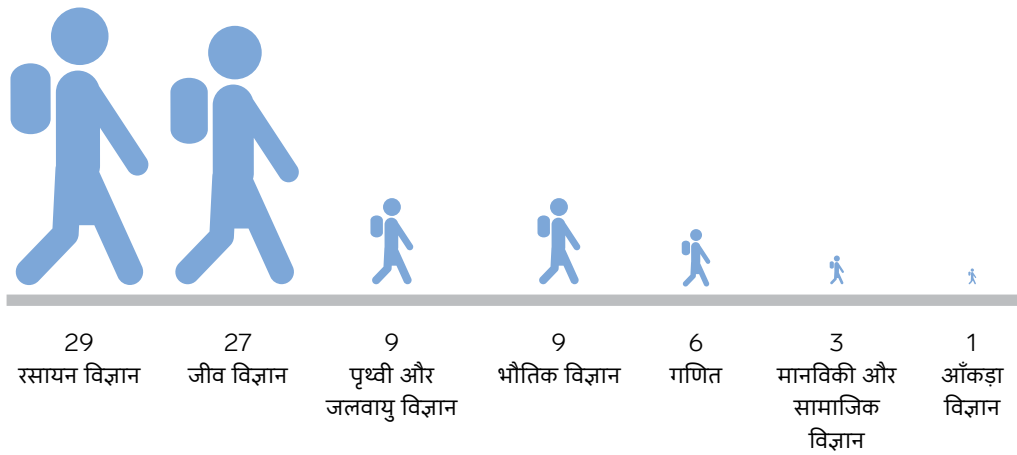 29
रसायन विज्ञान
27
जीव विज्ञान
9
पृथ्वी और
जलवायु विज्ञान
9
भौतिक विज्ञान
6
गणित
3
मानविकी और
सामाजिक
विज्ञान
1
आँकड़ा
विज्ञान